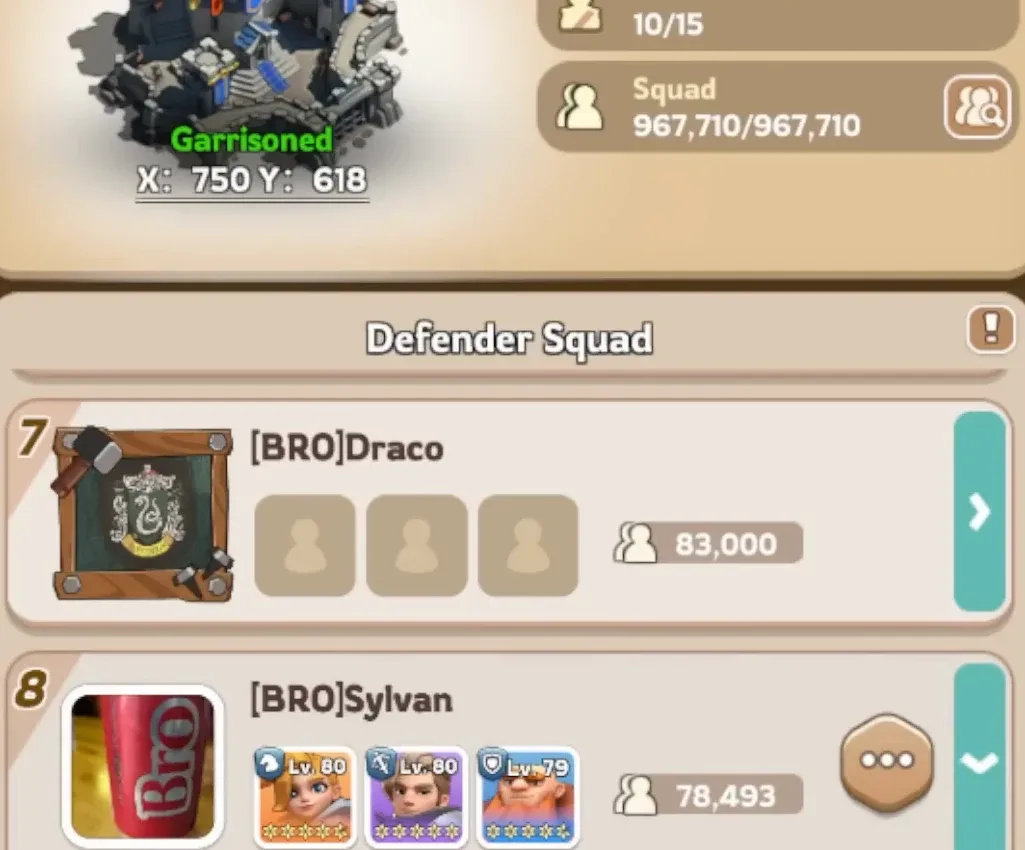 10/15
Squad
967,710/967,710
Garrisoned
X: 750 Y: 618
Defender Squad
7
[BRO]Draco
83,000
8
[BRO]Sylvan
Bro
Lv. 80
Lv. 80
Lv. 79
78,493